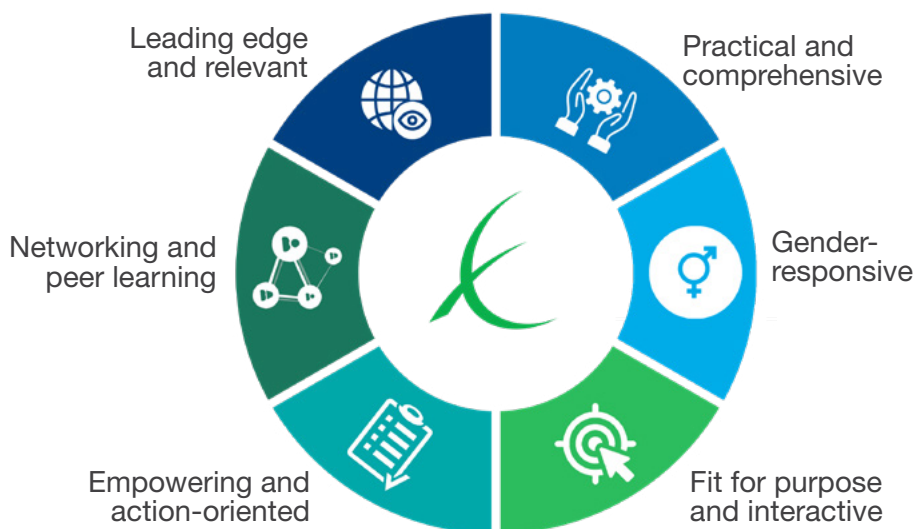 Leading edge
and relevant
Practical and
comprehensive
Networking and
peer learning
Gender-
responsive
Empowering and
action-oriented
Fit for purpose
and interactive